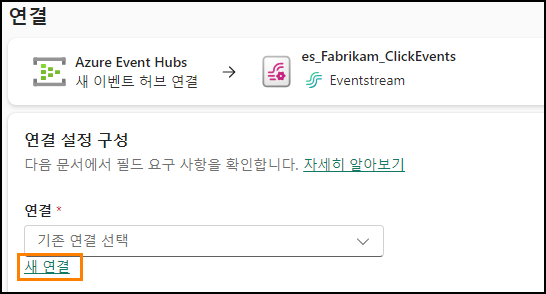 연결
Azure Event Hubs
새 이벤트 허브 연결
es_Fabrikam_ClickEvents
Eventstream
연결 설정 구성
다음 문서에서 필드 요구 사항을 확인합니다. 자세히 알아보기
연결 *
기존 연결 선택
새 연결